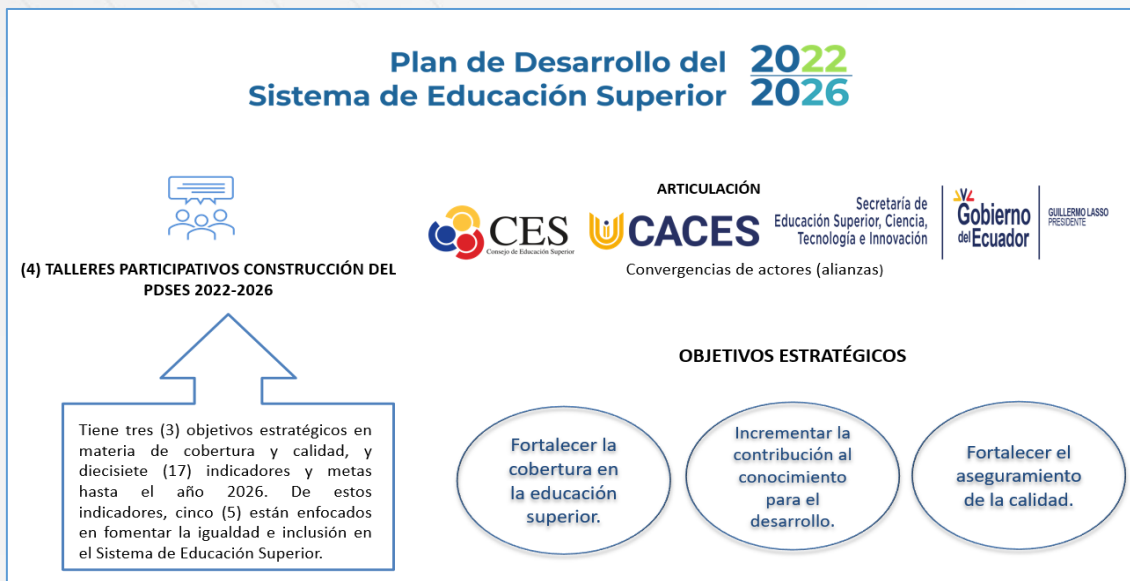 Plan de Desarrollo del
Sistema de Educación Superior
2022
2026
(4) TALLERES PARTICIPATIVOS CONSTRUCCIÓN DEL
PDSES 2022-2026
Tiene tres (3) objetivos estratégicos en
materia de cobertura y calidad, y
diecisiete (17) indicadores y metas
hasta el año 2026. De estos
indicadores, cinco (5) están enfocados
en fomentar la igualdad e inclusión en
el Sistema de Educación Superior.
ARTICULACIÓN
CES
Consejo de Educación Superior
CACES
Secretaría de
Educación Superior, Ciencia,
Tecnología e Innovación
Gobierno
del Ecuador
GUILLERMO LASSO
PRESIDENTE
Convergencias de actores (alianzas)
OBJETIVOS ESTRATÉGICOS
Fortalecer la
cobertura en
la educación
superior.
Incrementar la
contribución al
conocimiento
para el
desarrollo.
Fortalecer el
aseguramiento
de la calidad.